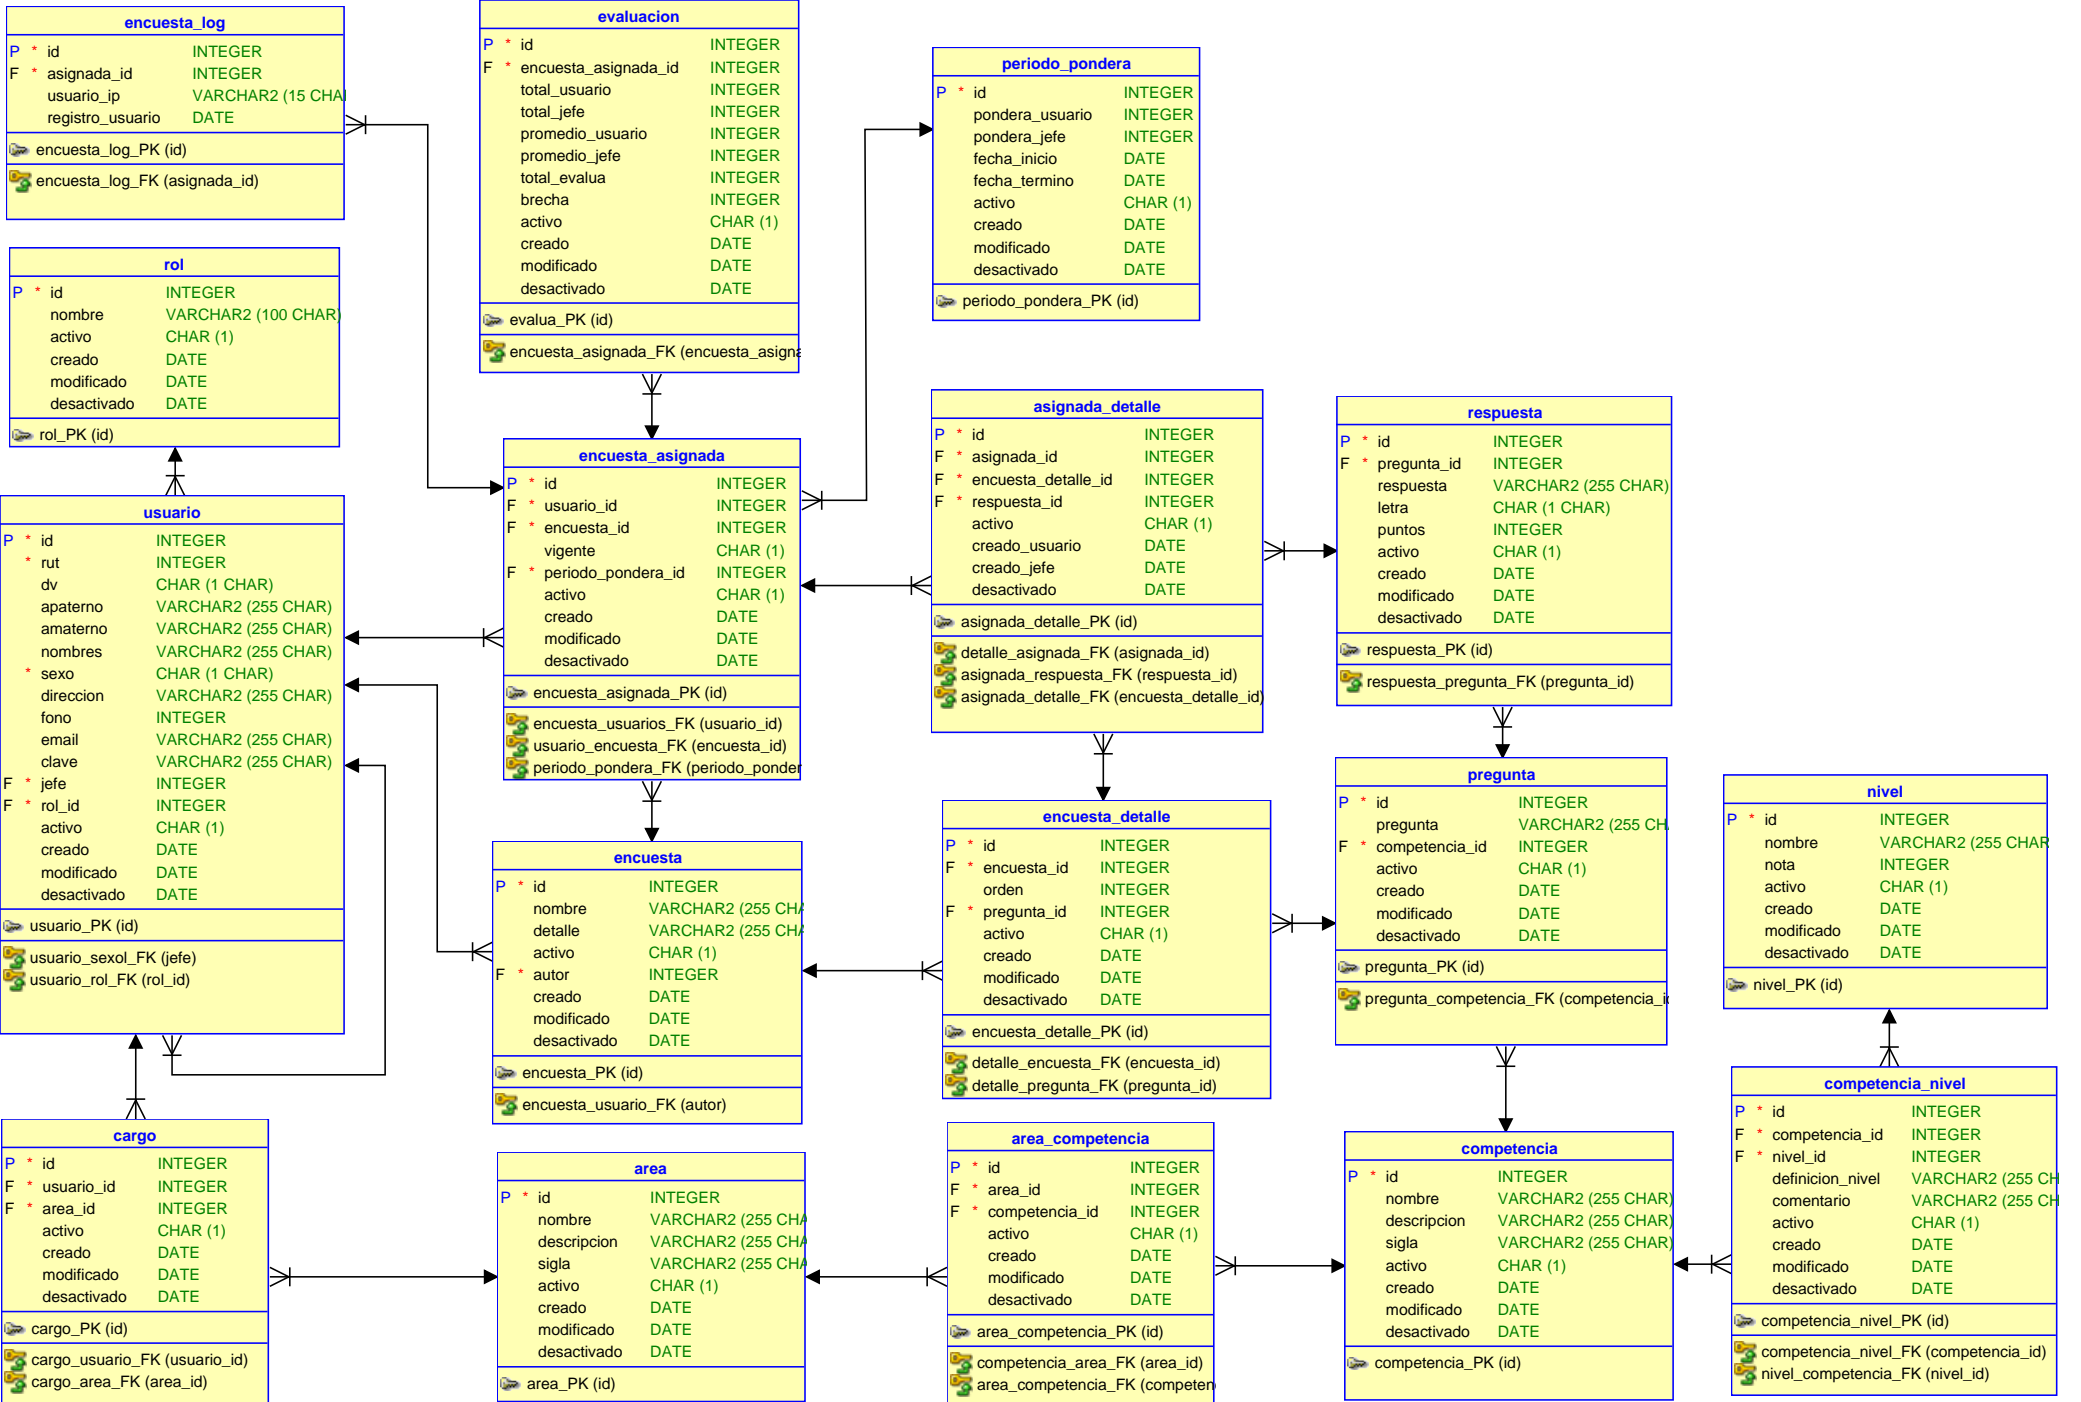 encuesta_log
P * id INTEGER
F * asignada_id INTEGER
usuario_ip VARCHAR2 (15 CHA
registro_usuario DATE
encuesta_log_PK (id)
encuesta_log_FK (asignada_id)
evaluacion
P * id INTEGER
F * encuesta_asignada_id INTEGER
total_usuario INTEGER
total_jefe INTEGER
promedio_usuario INTEGER
promedio_jefe INTEGER
total_evalua INTEGER
brecha INTEGER
activo CHAR (1)
creado DATE
modificado DATE
desactivado DATE
evalua_PK (id)
encuesta_asignada_FK (encuesta_asigna
periodo_pondera
P * id INTEGER
pondera_usuario INTEGER
pondera_jefe INTEGER
fecha_inicio DATE
fecha_termino DATE
activo CHAR (1)
creado DATE
modificado DATE
desactivado DATE
periodo_pondera_PK (id)
rol
P * id INTEGER
nombre VARCHAR2 (100 CHAR)
activo CHAR (1)
creado DATE
modificado DATE
desactivado DATE
rol_PK (id)
usuario
P * id INTEGER
* rut INTEGER
dv CHAR (1 CHAR)
apaterno VARCHAR2 (255 CHAR)
amaterno VARCHAR2 (255 CHAR)
nombres VARCHAR2 (255 CHAR)
* sexo CHAR (1 CHAR)
direccion VARCHAR2 (255 CHAR)
fono INTEGER
email VARCHAR2 (255 CHAR)
clave VARCHAR2 (255 CHAR)
F * jefe INTEGER
F * rol_id INTEGER
activo CHAR (1)
creado DATE
modificado DATE
desactivado DATE
usuario_PK (id)
usuario_sexol_FK (jefe)
usuario_rol_FK (rol_id)
encuesta_asignada
P * id INTEGER
F * usuario_id INTEGER
F * encuesta_id INTEGER
vigente CHAR (1)
F * periodo_pondera_id INTEGER
activo CHAR (1)
creado DATE
modificado DATE
desactivado DATE
encuesta_asignada_PK (id)
encuesta_usuarios_FK (usuario_id)
usuario_encuesta_FK (encuesta_id)
periodo_pondera_FK (periodo_ponder
asignada_detalle
P * id INTEGER
F * asignada_id INTEGER
F * encuesta_detalle_id INTEGER
F * respuesta_id INTEGER
activo CHAR (1)
creado_usuario DATE
creado_jefe DATE
desactivado DATE
asignada_detalle_PK (id)
detalle_asignada_FK (asignada_id)
asignada_respuesta_FK (respuesta_id)
asignada_detalle_FK (encuesta_detalle_id)
respuesta
P * id INTEGER
F * pregunta_id INTEGER
respuesta VARCHAR2 (255 CHAR)
letra CHAR (1 CHAR)
puntos INTEGER
activo CHAR (1)
creado DATE
modificado DATE
desactivado DATE
respuesta_PK (id)
respuesta_pregunta_FK (pregunta_id)
encuesta
P * id INTEGER
nombre VARCHAR2 (255 CHA
detalle VARCHAR2 (255 CHA
activo CHAR (1)
F * autor INTEGER
creado DATE
modificado DATE
desactivado DATE
encuesta_PK (id)
encuesta_usuario_FK (autor)
encuesta_detalle
P * id INTEGER
F * encuesta_id INTEGER
orden INTEGER
F * pregunta_id INTEGER
activo CHAR (1)
creado DATE
modificado DATE
desactivado DATE
encuesta_detalle_PK (id)
detalle_encuesta_FK (encuesta_id)
detalle_pregunta_FK (pregunta_id)
pregunta
P * id INTEGER
pregunta VARCHAR2 (255 CH
F * competencia_id INTEGER
activo CHAR (1)
creado DATE
modificado DATE
desactivado DATE
pregunta_PK (id)
pregunta_competencia_FK (competencia_i
nivel
P * id INTEGER
nombre VARCHAR2 (255 CHAR
nota INTEGER
activo CHAR (1)
creado DATE
modificado DATE
desactivado DATE
nivel_PK (id)
cargo
P * id INTEGER
F * usuario_id INTEGER
F * area_id INTEGER
activo CHAR (1)
creado DATE
modificado DATE
desactivado DATE
cargo_PK (id)
cargo_usuario_FK (usuario_id)
cargo_area_FK (area_id)
area
P * id INTEGER
nombre VARCHAR2 (255 CHA
descripcion VARCHAR2 (255 CHA
sigla VARCHAR2 (255 CHA
activo CHAR (1)
creado DATE
modificado DATE
desactivado DATE
area_PK (id)
area_competencia
P * id INTEGER
F * area_id INTEGER
F * competencia_id INTEGER
activo CHAR (1)
creado DATE
modificado DATE
desactivado DATE
area_competencia_PK (id)
competencia_area_FK (area_id)
area_competencia_FK (competen
competencia
P * id INTEGER
nombre VARCHAR2 (255 CHAR)
descripcion VARCHAR2 (255 CHAR)
sigla VARCHAR2 (255 CHAR)
activo CHAR (1)
creado DATE
modificado DATE
desactivado DATE
competencia_PK (id)
competencia_nivel
P * id INTEGER
F * competencia_id INTEGER
F * nivel_id INTEGER
definicion_nivel VARCHAR2 (255 CH
comentario VARCHAR2 (255 CH
activo CHAR (1)
creado DATE
modificado DATE
desactivado DATE
competencia_nivel_PK (id)
competencia_nivel_FK (competencia_id)
nivel_competencia_FK (nivel_id)